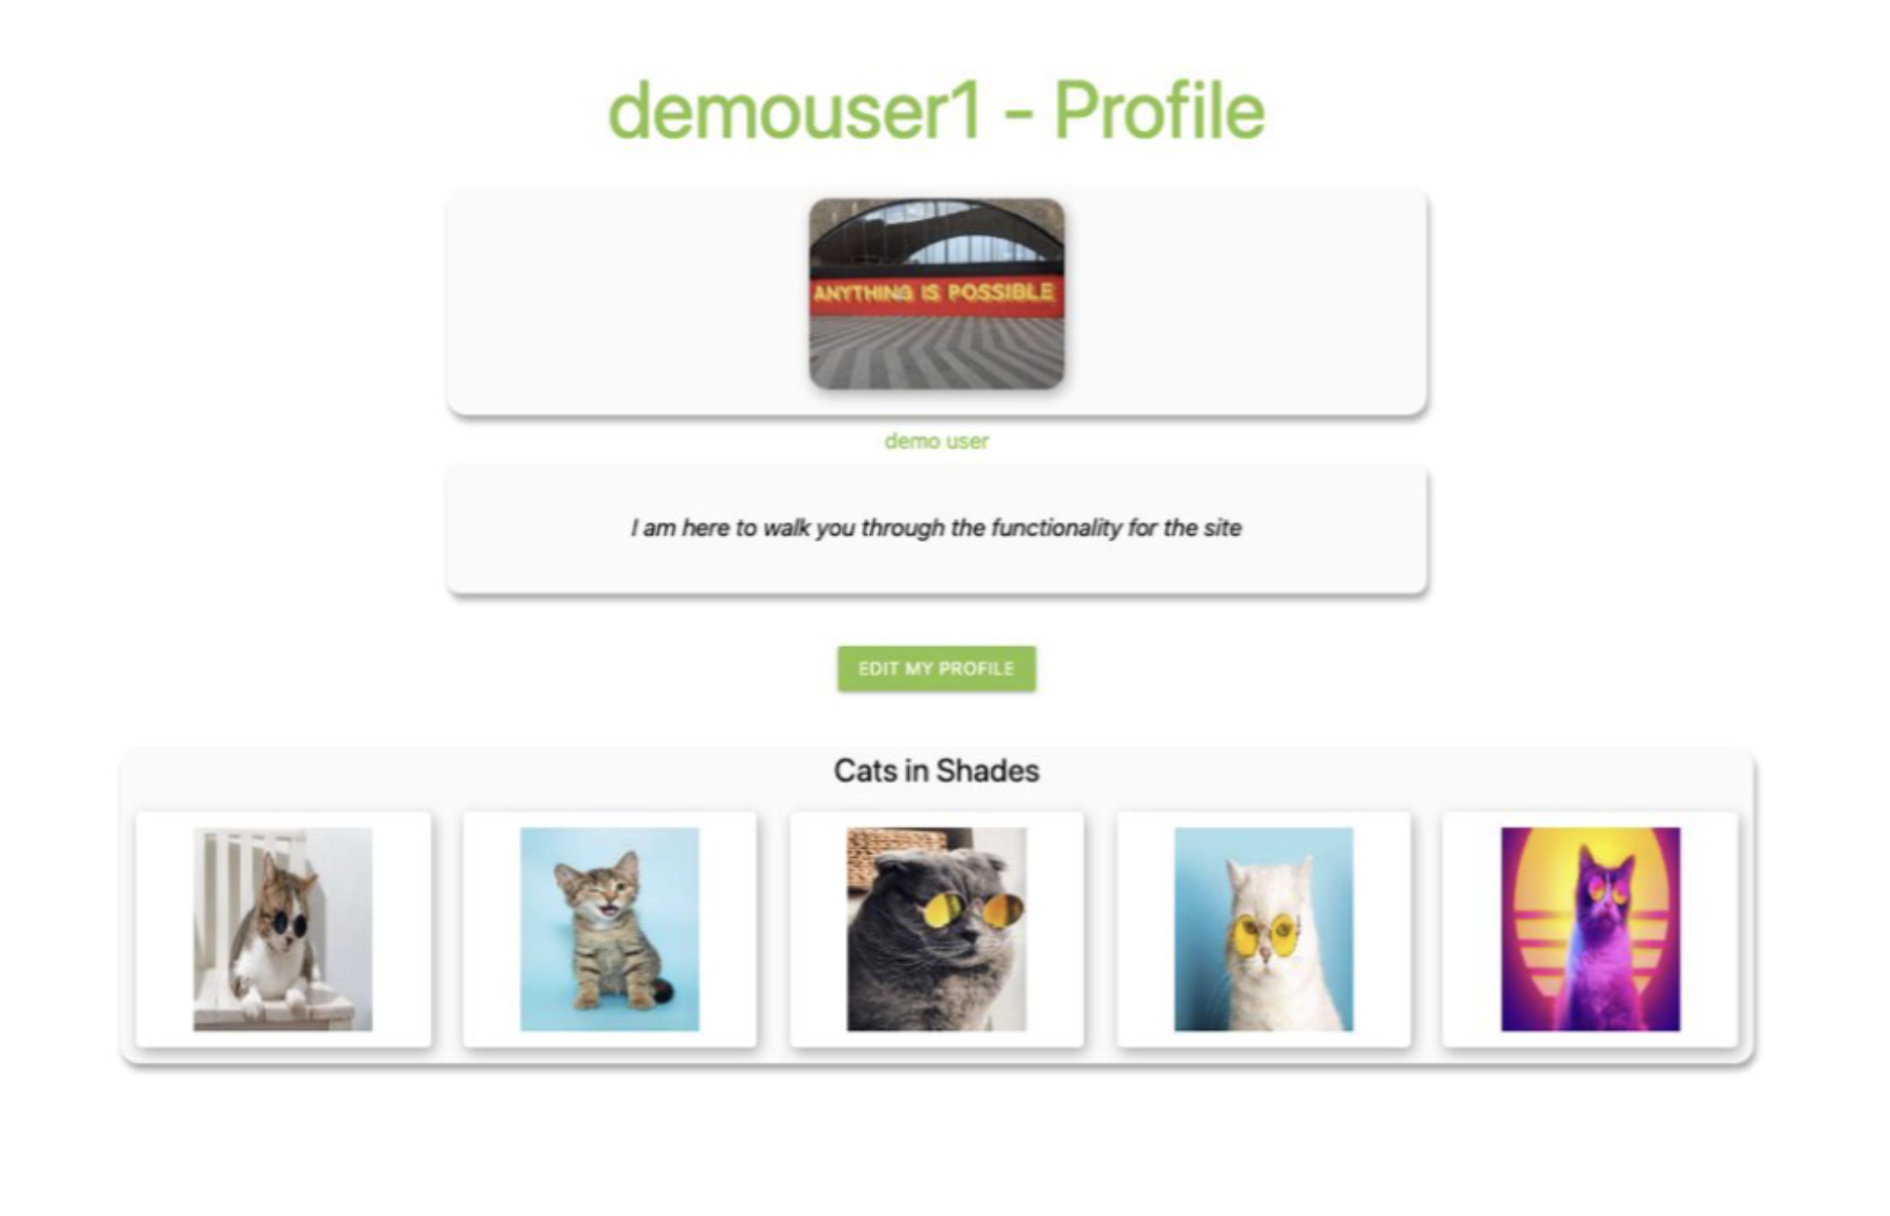 demouser1 - Profile
ANYTHING IS POSSIBLE
demo user
I am here to walk you through the functionality for the site
EDIT MY PROFILE
Cats in Shades